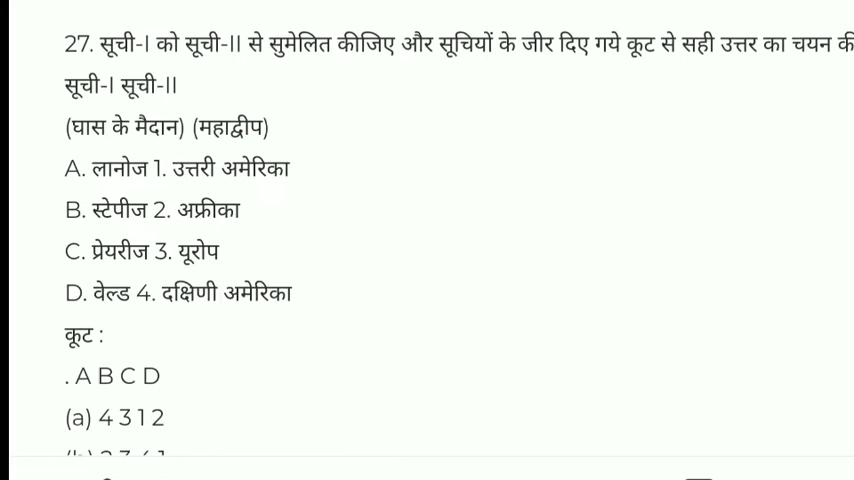 27. सूची-I को सूची-II से सुमेलित कीजिए और सूचियों के जीर दिए गये कूट से सही उत्तर का चयन की
सूची-I सूची-II
(घास के मैदान) (महाद्वीप)
A. लानोज 1. उत्तरी अमेरिका
B. स्टेपीज 2. अफ्रीका
C. प्रेयरीज 3. यूरोप
D. वेल्ड 4. दक्षिणी अमेरिका
कूट :
. A B C D
(a) 4 3 1 2